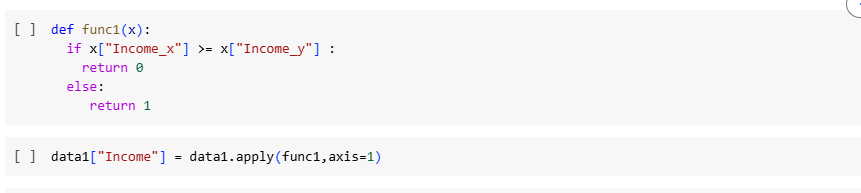 [ ] def func1(x):
if x["Income_x"] >= x["Income_y"] :
return 0
else:
return 1
[ ] data1["Income"] = data1.apply(func1,axis=1)